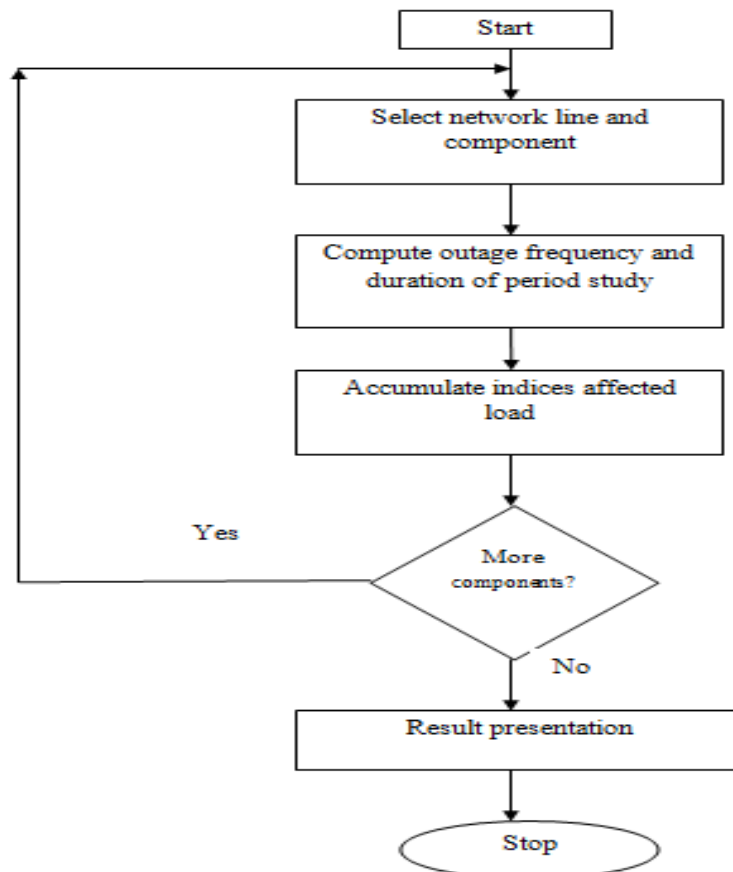 Start
Select network line and
component
Compute outage frequency and
duration of period study
Accumulate indices affected
load
Yes
More
components?
No
Result presentation
Stop